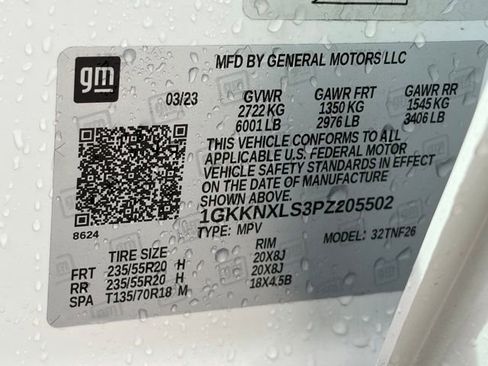 gm
MFD BY GENERAL MOTORS LLC
03/23 GVWR GAWR FRT GAWR RR
2722 KG 1350 KG 1545 KG
6001 LB 2976 LB 3406 LB
THIS VEHICLE CONFORMS TO ALL
APPLICABLE U.S. FEDERAL MOTOR
VEHICLE SAFETY STANDARDS IN EFFECT
ON THE DATE OF MANUFACTURE
SHOWN ABOVE.
1GKKNXLS3PZ205502
8624
TYPE: MPV MODEL: 32TNF26
TIRE SIZE RIM
FRT 235/55R20 H 20X8J
RR 235/55R20 H 20X8J
SPA T135/70R18 M 18X4.5B